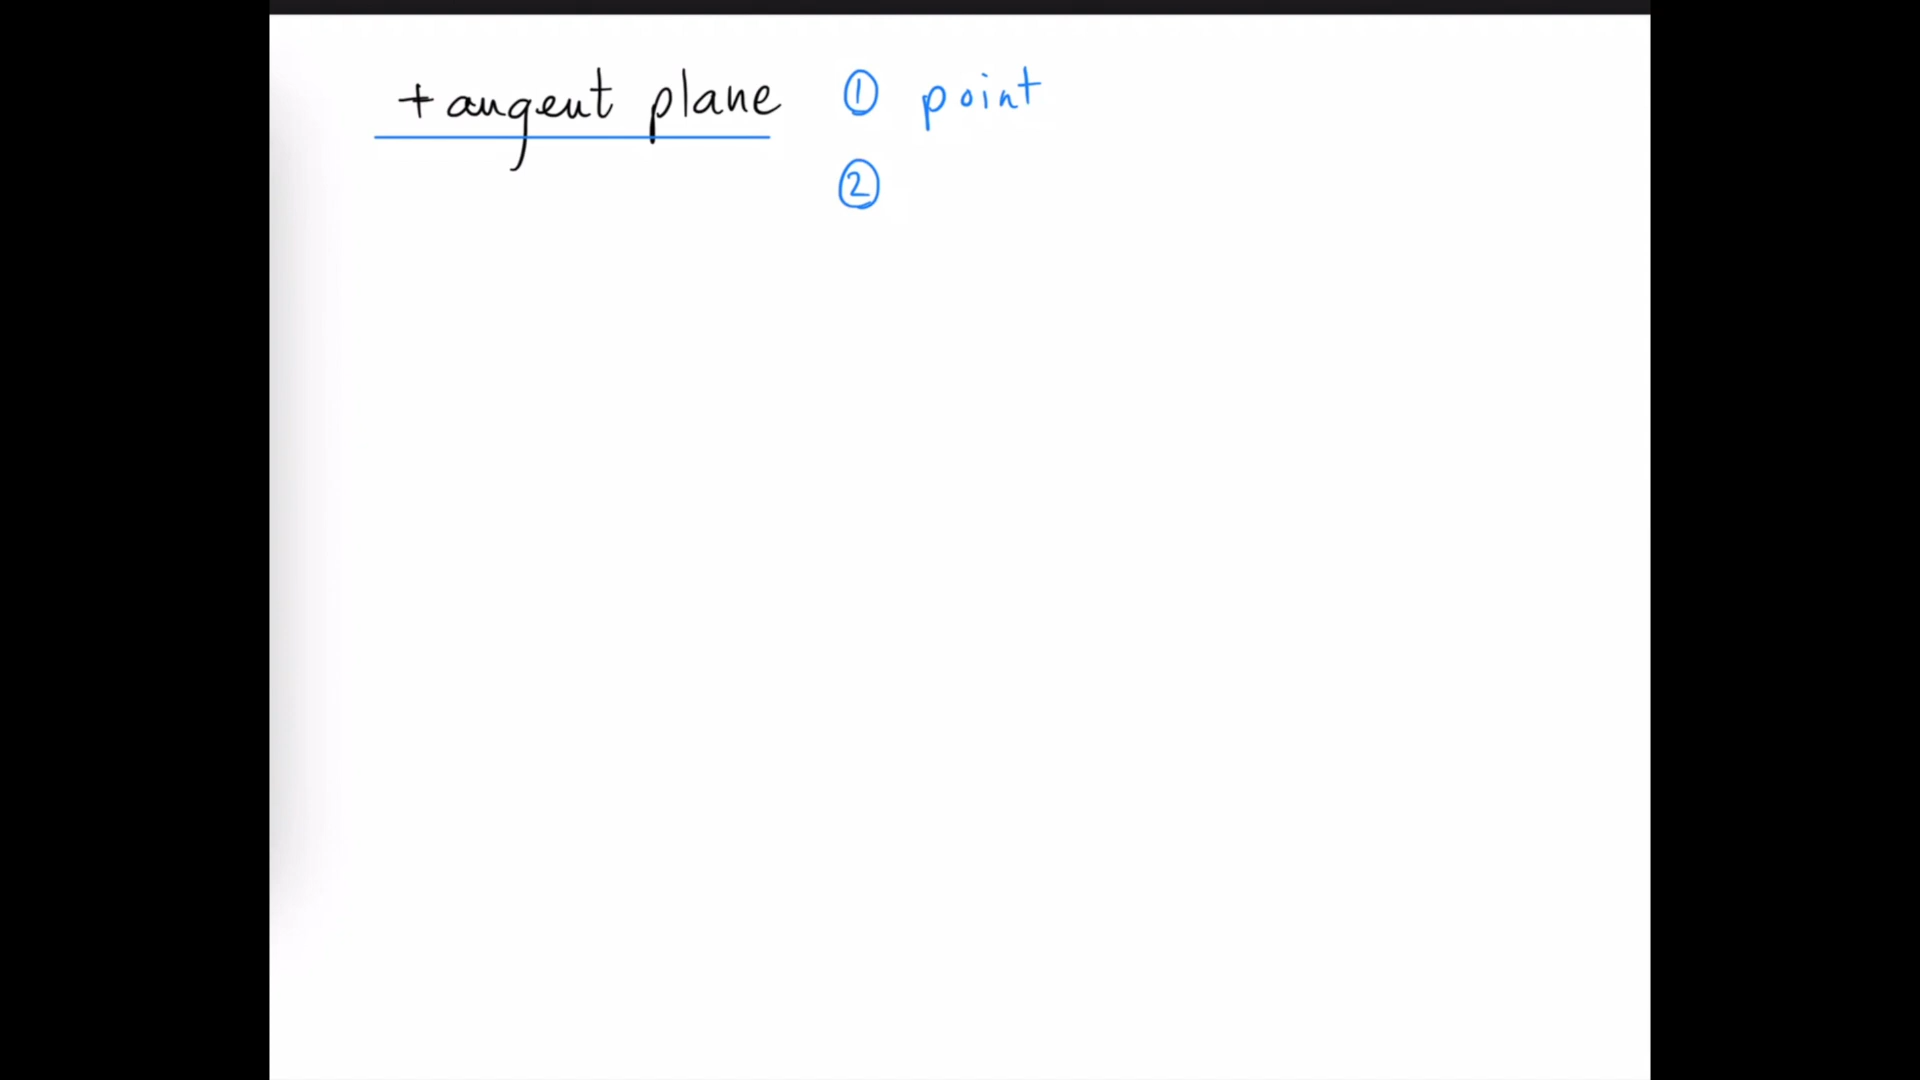 tangent plane ① point
②